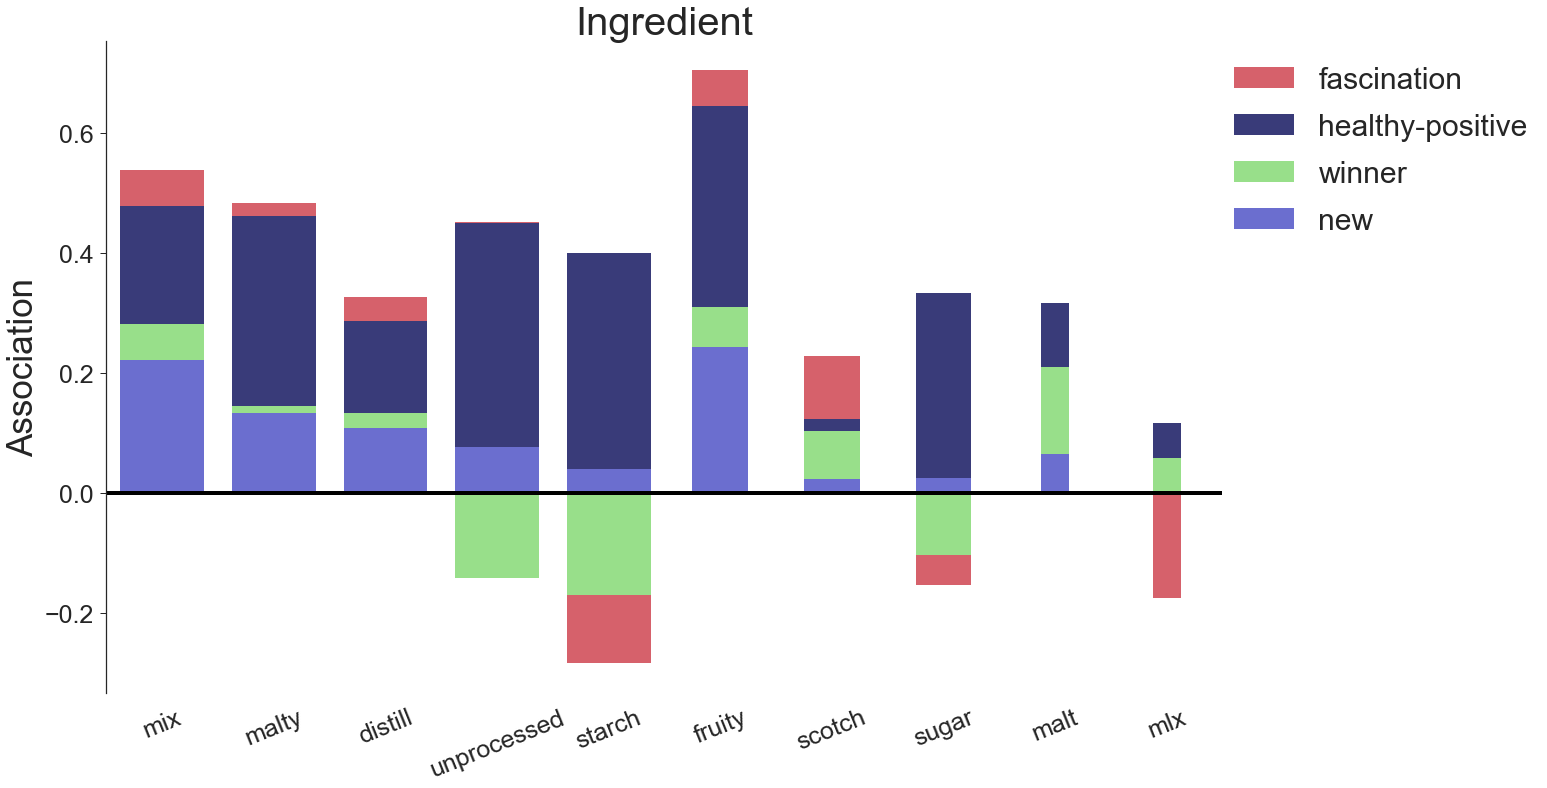 Ingredient
fascination
healthy-positive
winner
new
Association
0.6
0.4
0.2
0.0
−0.2
mix
malty
distill
unprocessed
starch
fruity
scotch
sugar
malt
mlx